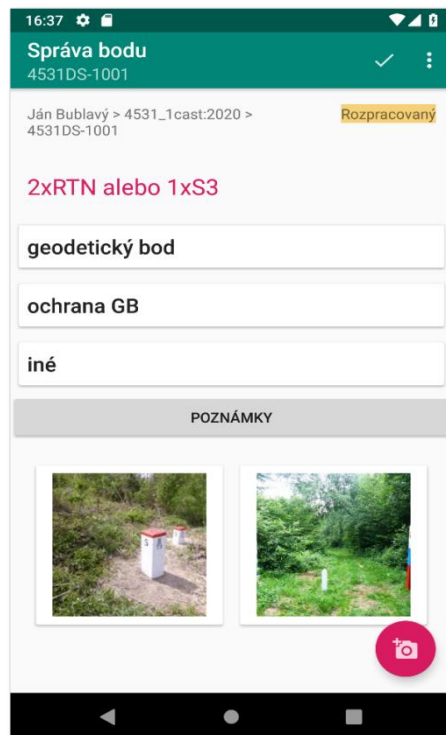 16:37
Správa bodu
4531DS-1001
Ján Bublavý > 4531_1cast:2020 >
4531DS-1001
Rozpracovaný
2xRTN alebo 1xS3
geodetický bod
ochrana GB
iné
POZNÁMKY
S A